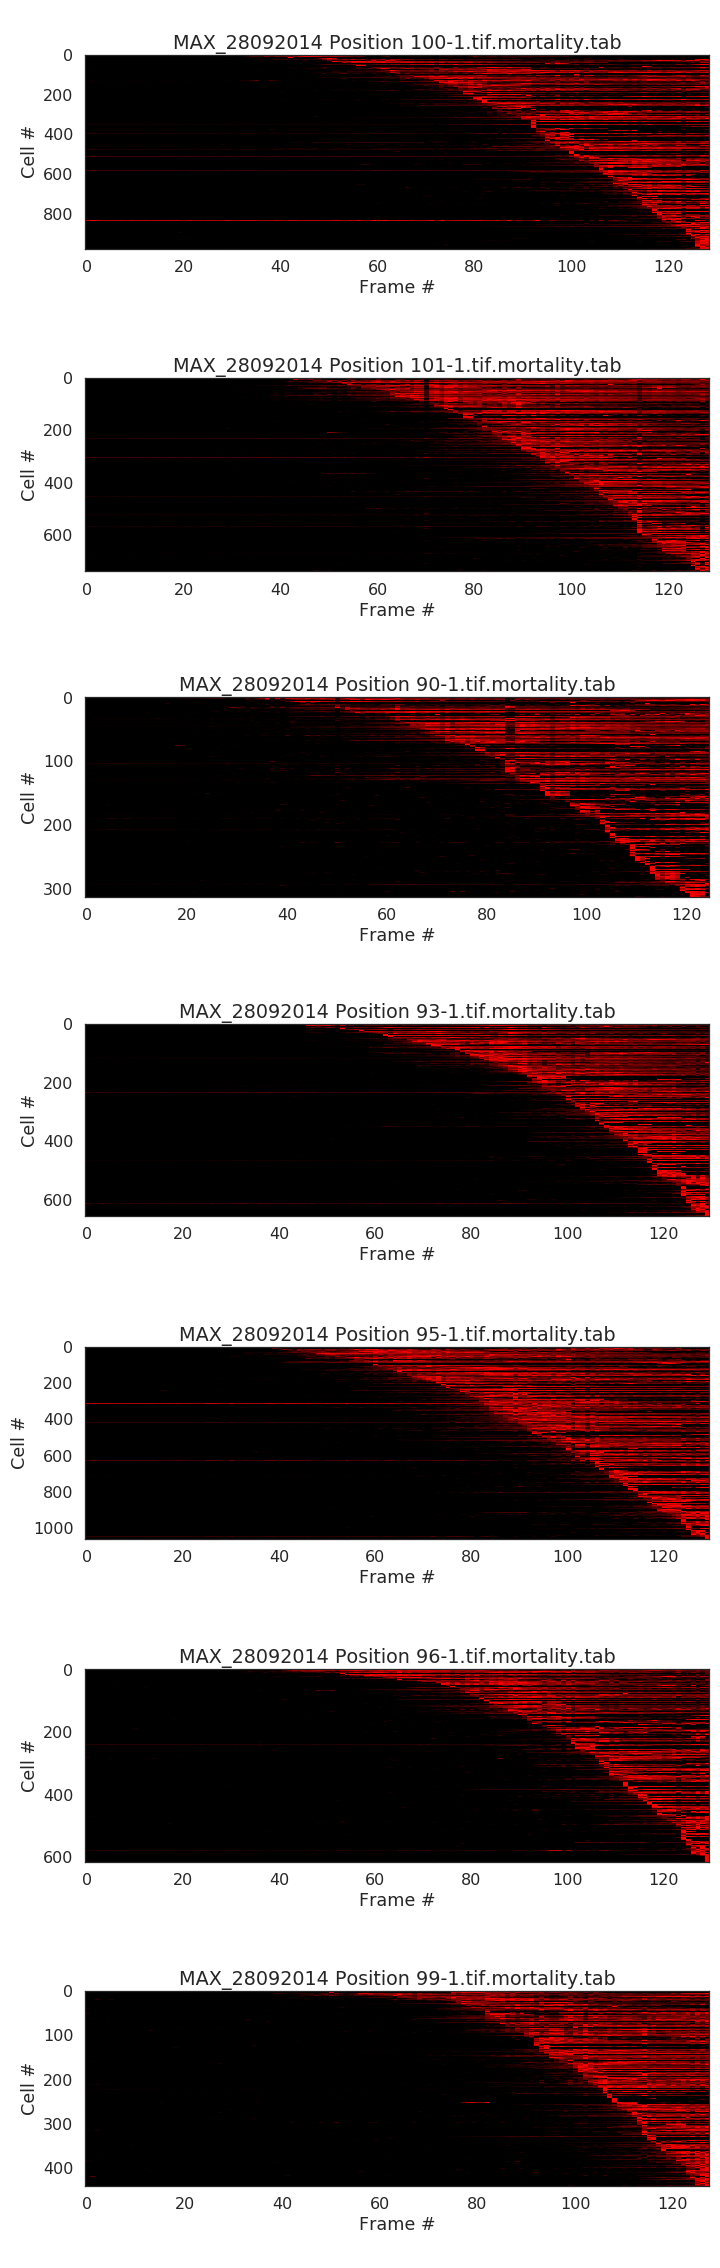 MAX_28092014 Position 100-1.tif.mortality.tab
0
200
400
600
800
Cell #
0 20 40 60 80 100 120
Frame #
MAX_28092014 Position 101-1.tif.mortality.tab
0
200
400
600
Cell #
0 20 40 60 80 100 120
Frame #
MAX_28092014 Position 90-1.tif.mortality.tab
0
100
200
300
Cell #
0 20 40 60 80 100 120
Frame #
MAX_28092014 Position 93-1.tif.mortality.tab
0
200
400
600
Cell #
0 20 40 60 80 100 120
Frame #
MAX_28092014 Position 95-1.tif.mortality.tab
0
200
400
600
800
1000
Cell #
0 20 40 60 80 100 120
Frame #
MAX_28092014 Position 96-1.tif.mortality.tab
0
200
400
600
Cell #
0 20 40 60 80 100 120
Frame #
MAX_28092014 Position 99-1.tif.mortality.tab
0
100
200
300
400
Cell #
0 20 40 60 80 100 120
Frame #